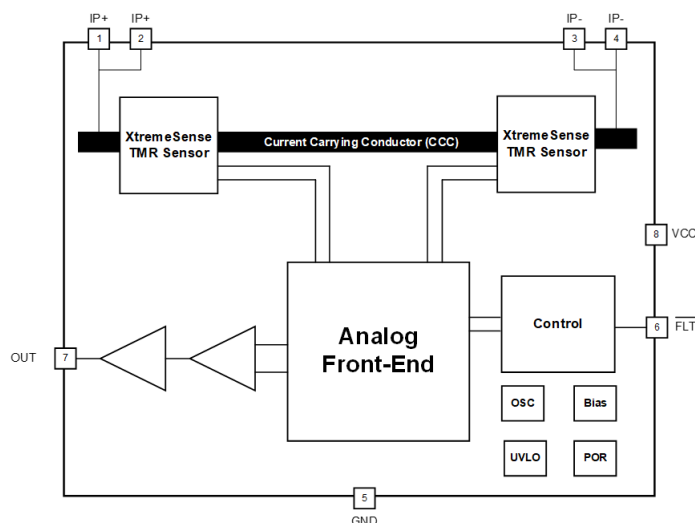 IP+ IP+ IP- IP-
1 2 3 4
XtremeSense
TMR Sensor
Current Carrying Conductor (CCC)
XtremeSense
TMR Sensor
8 VCC
Analog
Front-End
Control
6 FLT
OUT 7
OSC Bias
UVLO POR
5
GND